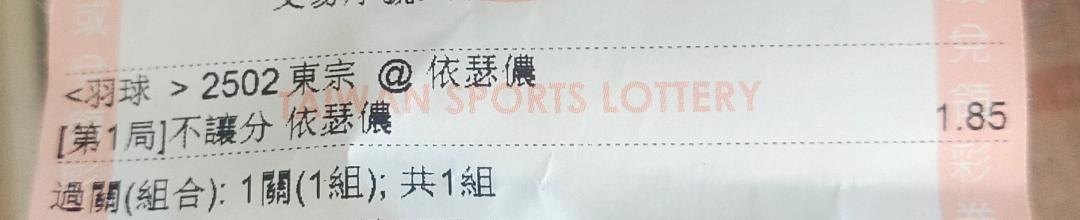 <羽球 > 2502 東宗 @ 依瑟儂
TAIWAN SPORTS LOTTERY
[第1局]不讓分 依瑟儂 1.85
過關(組合): 1關(1組); 共1組